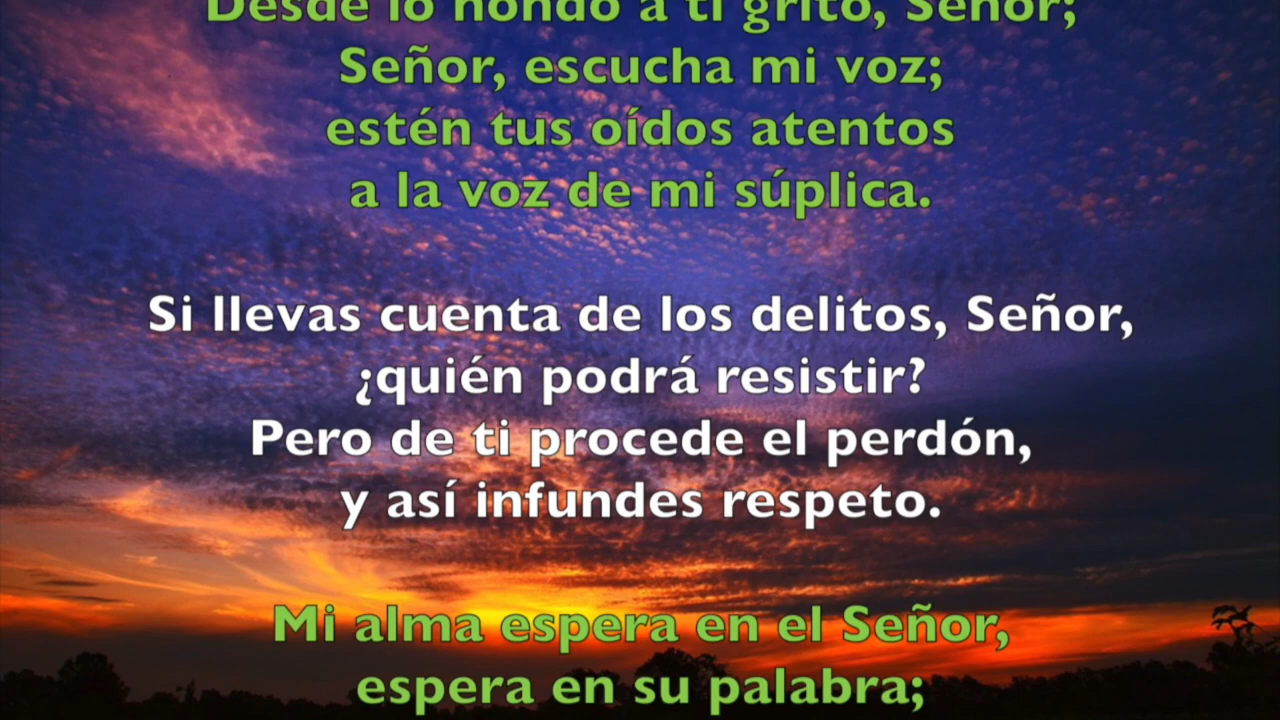 Desde lo hondo a ti grito, Señor;
Señor, escucha mi voz;
estén tus oídos atentos
a la voz de mi súplica.
Si llevas cuenta de los delitos, Señor,
¿quién podrá resistir?
Pero de ti procede el perdón,
y así infundes respeto.
Mi alma espera en el Señor,
espera en su palabra;